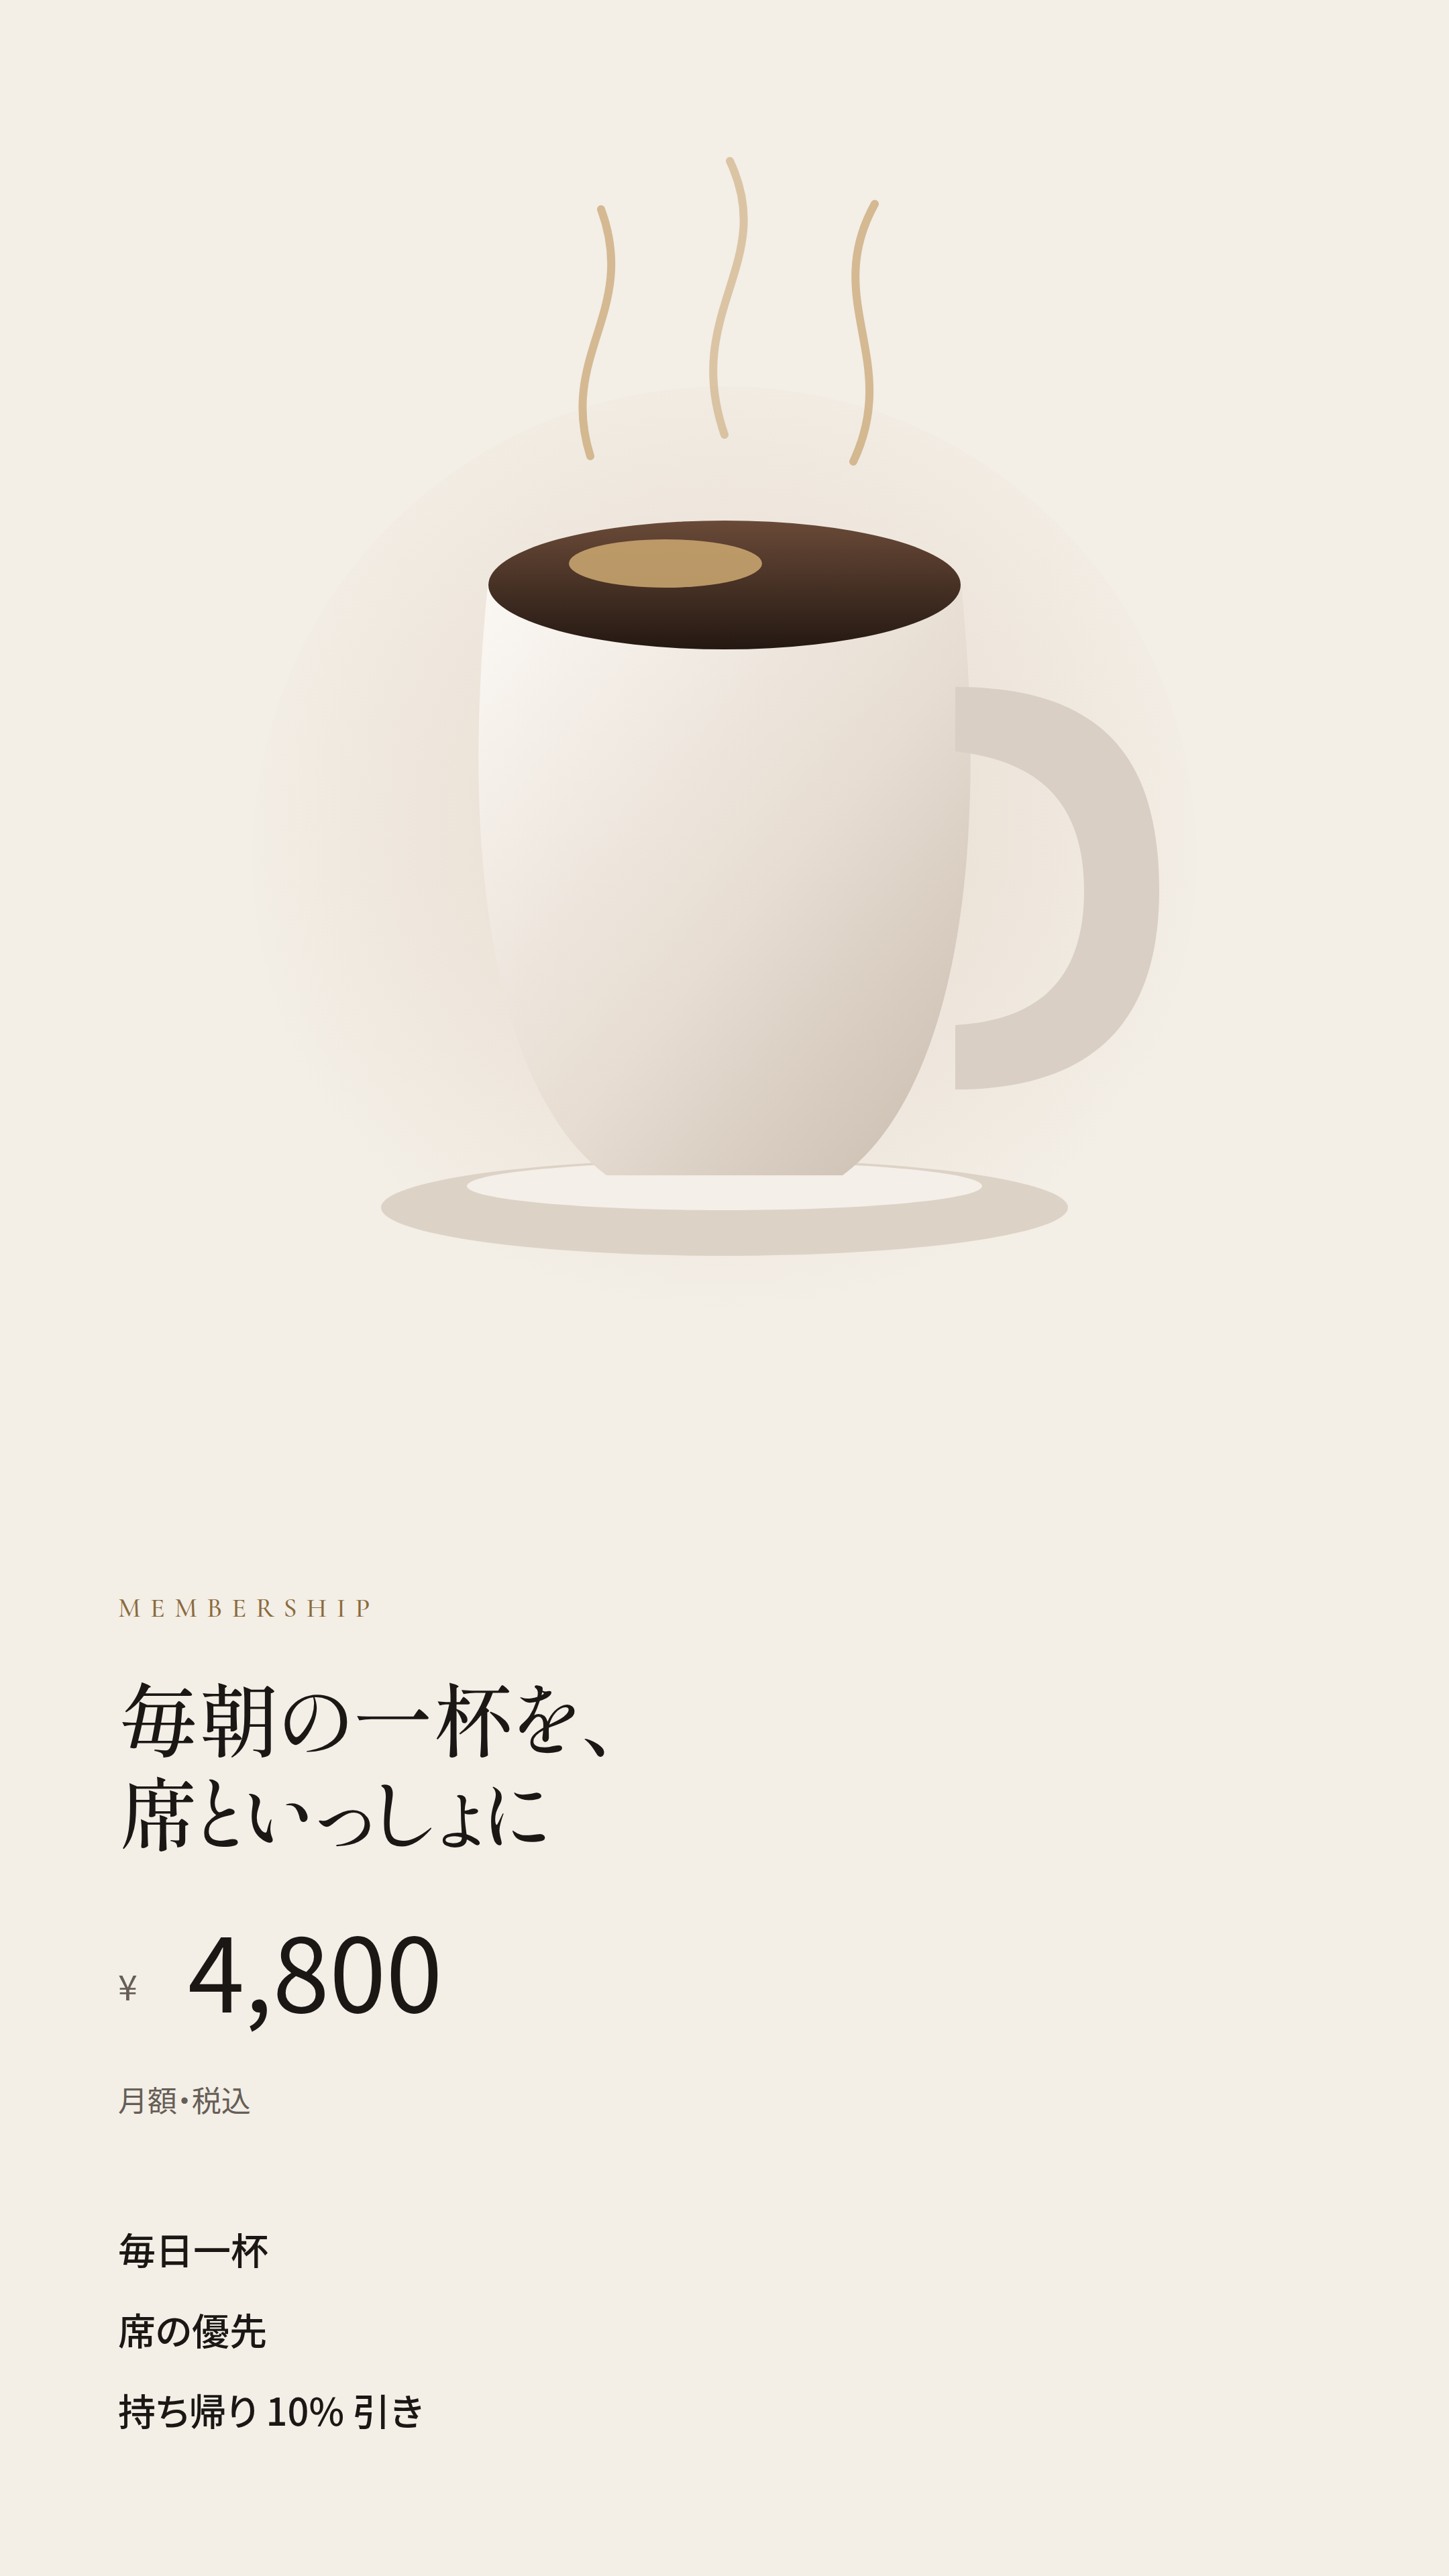 MEMBERSHIP
毎朝の一杯を、
席といっしょに
¥ 4,800
月額・税込
毎日一杯
席の優先
持ち帰り 10% 引き